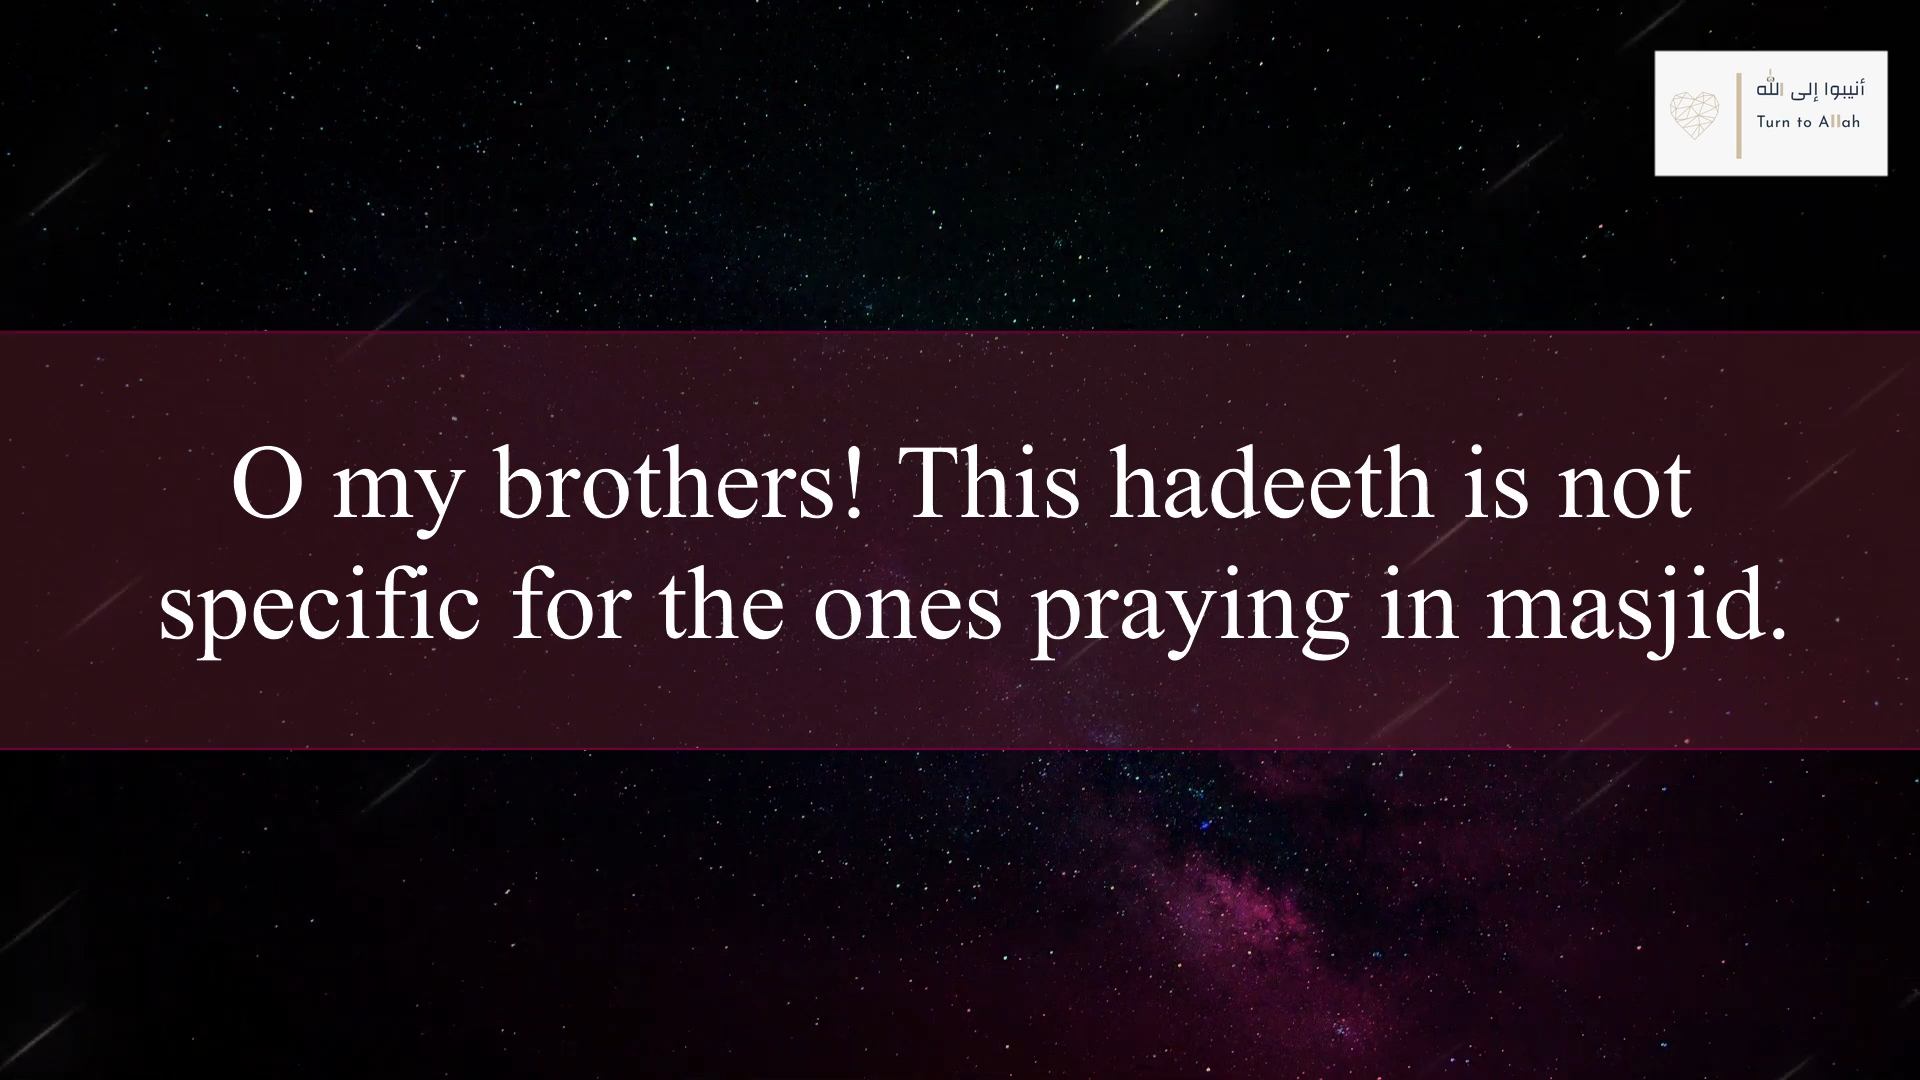 أنيبوا إلى الله
Turn to Allah
O my brothers! This hadeeth is not
specific for the ones praying in masjid.